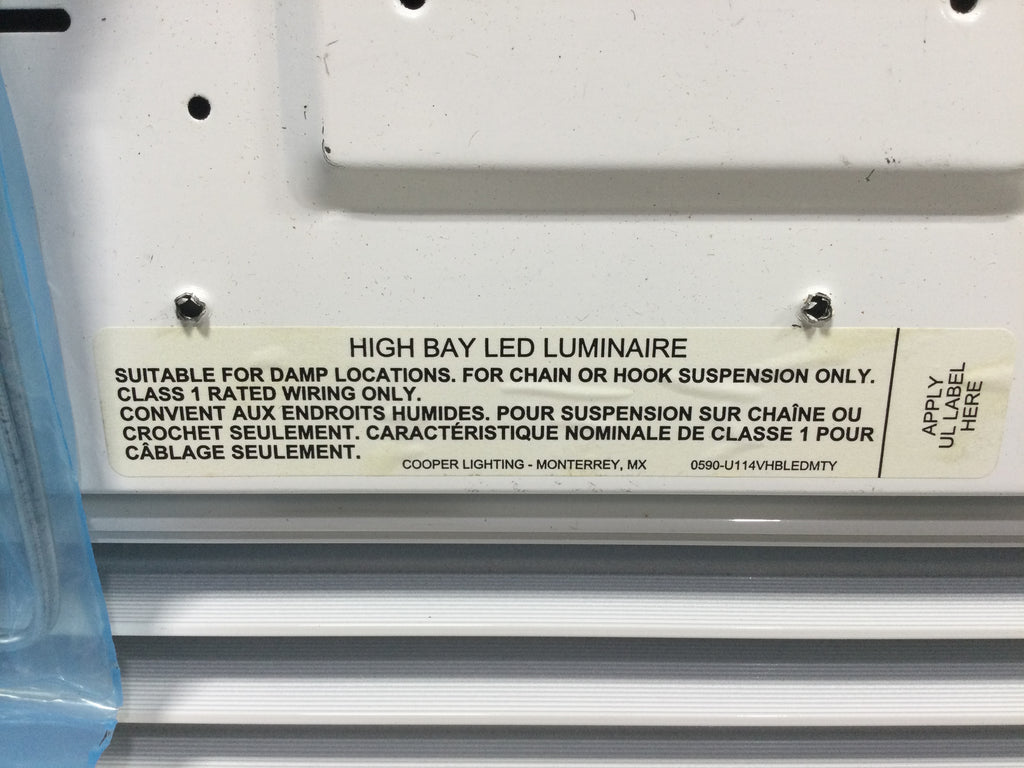 HIGH BAY LED LUMINAIRE
SUITABLE FOR DAMP LOCATIONS. FOR CHAIN OR HOOK SUSPENSION ONLY.
CLASS 1 RATED WIRING ONLY.
CONVIENT AUX ENDROITS HUMIDES. POUR SUSPENSION SUR CHAÎNE OU
CROCHET SEULEMENT. CARACTÉRISTIQUE NOMINALE DE CLASSE 1 POUR
CÂBLAGE SEULEMENT.
COOPER LIGHTING - MONTERREY, MX 0590-U114VHBLEDMTY
APPLY
UL LABEL
HERE